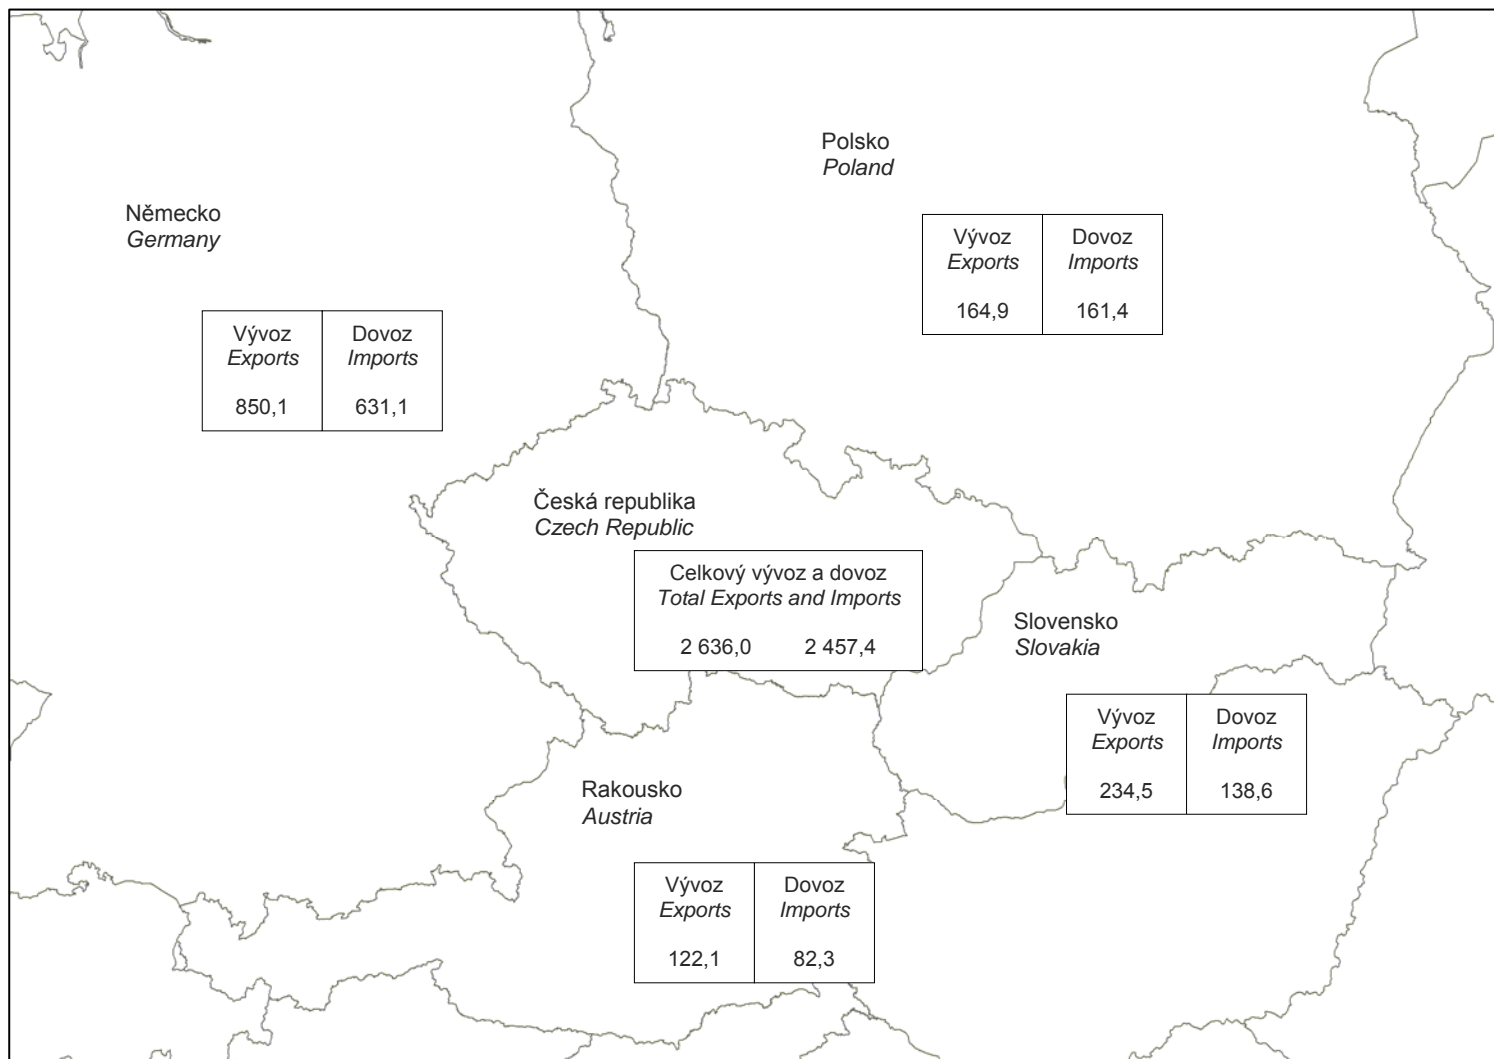 Polsko
Poland
Vývoz
Exports
164,9
Dovoz
Imports
161,4
Německo
Germany
Vývoz
Exports
850,1
Dovoz
Imports
631,1
Česká republika
Czech Republic
Celkový vývoz a dovoz
Total Exports and Imports
2 636,0 2 457,4
Slovensko
Slovakia
Vývoz
Exports
234,5
Dovoz
Imports
138,6
Rakousko
Austria
Vývoz
Exports
122,1
Dovoz
Imports
82,3